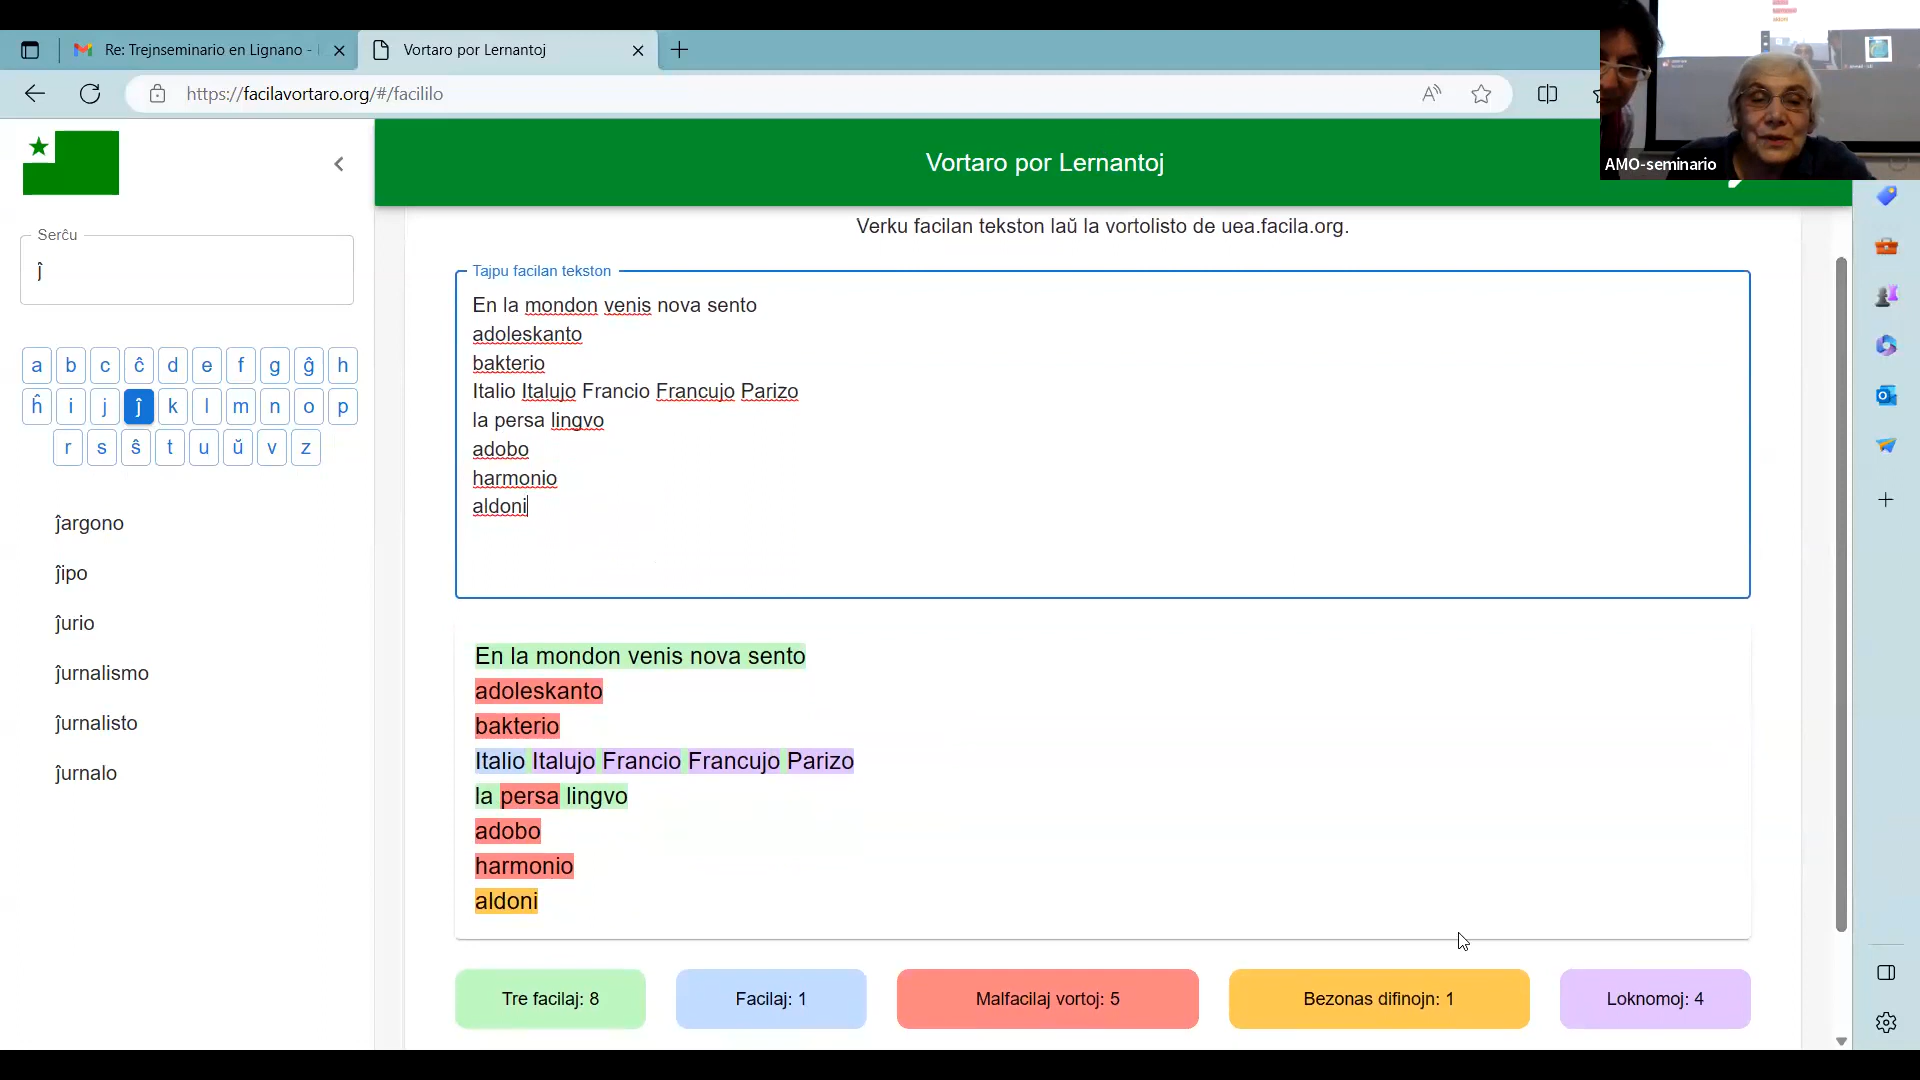 Re: Trejnseminario en Lignano -
Vortaro por Lernantoj
https://facilavortaro.org/#/facililo
AMO-seminario
Vortaro por Lernantoj
Serĉu
ĵ
a b c ĉ d e f g ĝ h
ĥ i j ĵ k l m n o p
r s ŝ t u ŭ v z
ĵargono
ĵipo
ĵurio
ĵurnalismo
ĵurnalisto
ĵurnalo
Verku facilan tekston laŭ la vortolisto de uea.facila.org.
Tajpu facilan tekston
En la mondon venis nova sento
adoleskanto
bakterio
Italio Italujo Francio Francujo Parizo
la persa lingvo
adobo
harmonio
aldoni
En la mondon venis nova sento
adoleskanto
bakterio
Italio Italujo Francio Francujo Parizo
la persa lingvo
adobo
harmonio
aldoni
Tre facilaj: 8
Facilaj: 1
Malfacilaj vortoj: 5
Bezonas difinojn: 1
Loknomoj: 4